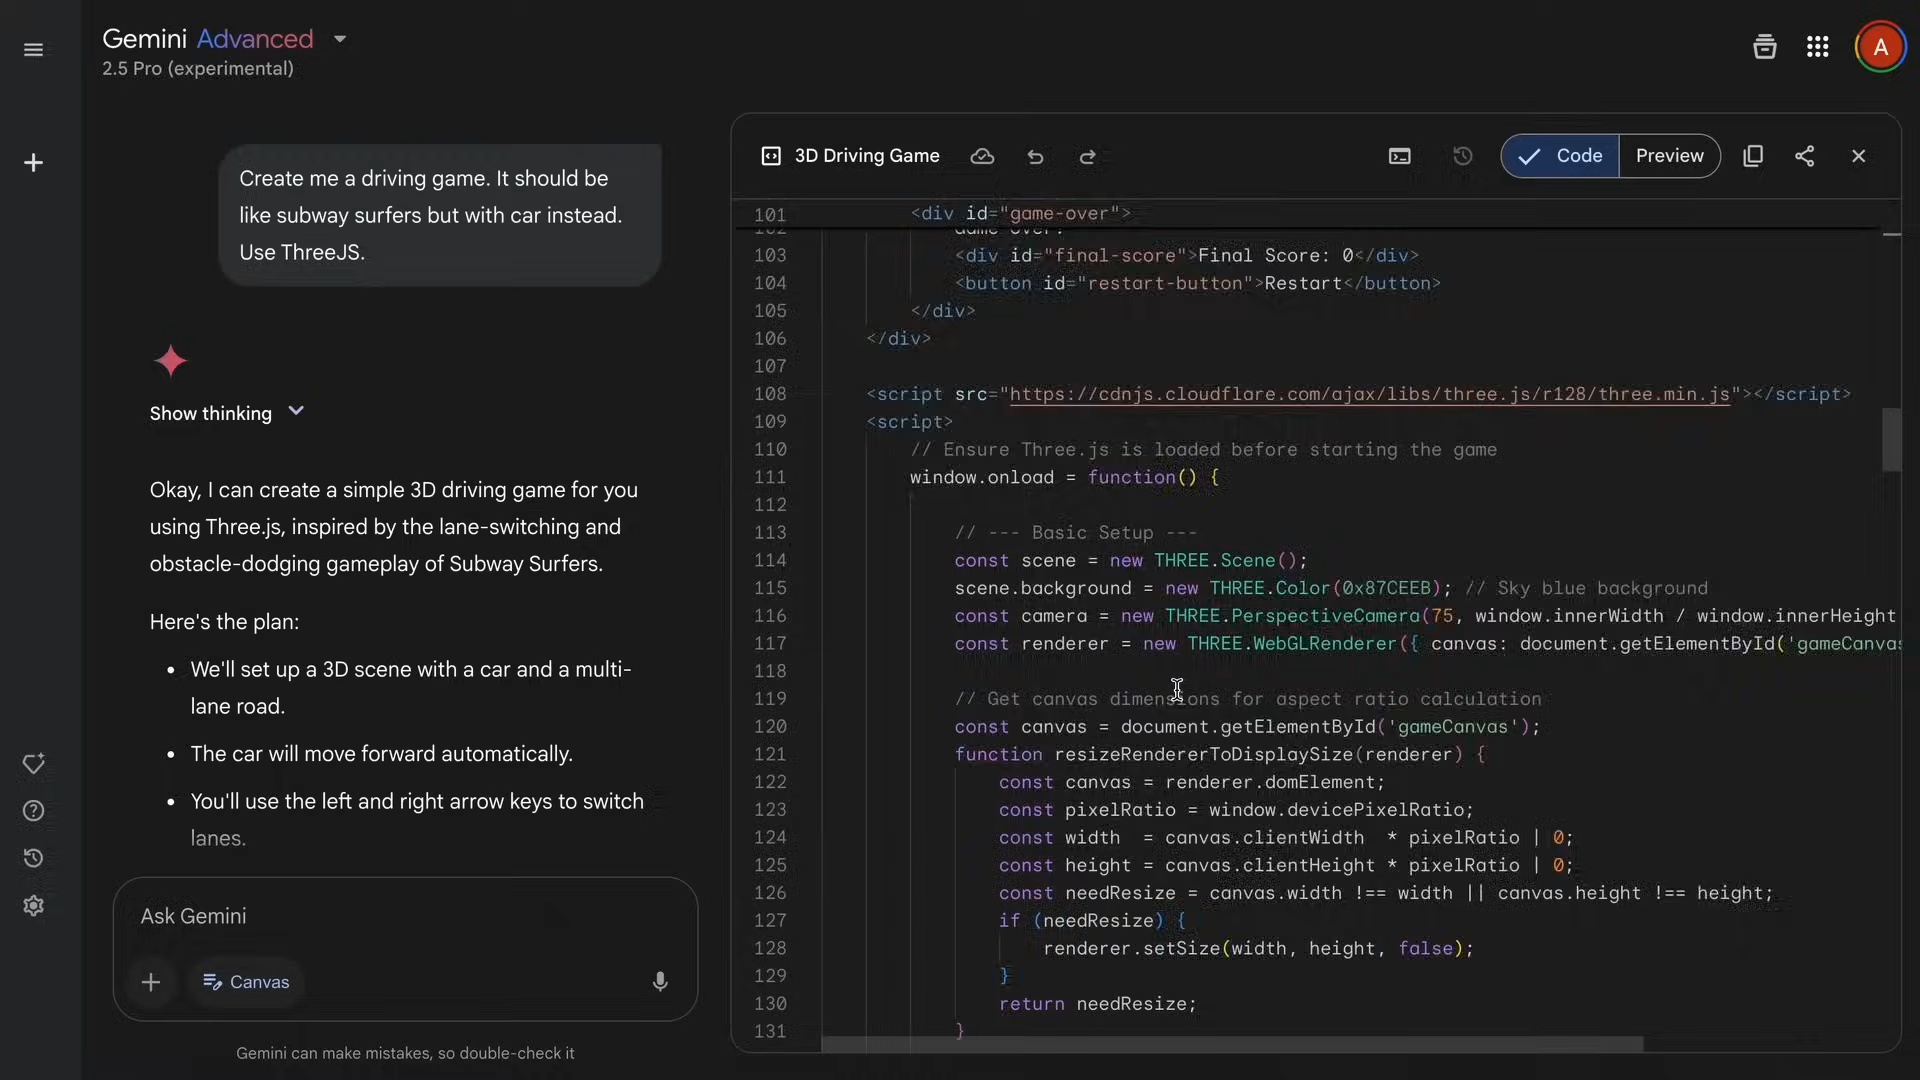 Gemini Advanced
2.5 Pro (experimental)
A
Create me a driving game. It should be
like subway surfers but with car instead.
Use ThreeJS.
Show thinking
Okay, I can create a simple 3D driving game for you
using Three.js, inspired by the lane-switching and
obstacle-dodging gameplay of Subway Surfers.
Here's the plan:
• We'll set up a 3D scene with a car and a multi-
lane road.
• The car will move forward automatically.
• You'll use the left and right arrow keys to switch
lanes.
Ask Gemini
Canvas
Gemini can make mistakes, so double-check it
3D Driving Game
Code
Preview
101 <div id="game-over">
102
103 <div id="final-score">Final Score: 0</div>
104 <button id="restart-button">Restart</button>
105 </div>
106 </div>
107
108 <script src="https://cdnjs.cloudflare.com/ajax/libs/three.js/r128/three.min.js"></script>
109 <script>
110 // Ensure Three.js is loaded before starting the game
111 window.onload = function() {
112
113 // --- Basic Setup ---
114 const scene = new THREE.Scene();
115 scene.background = new THREE.Color(0x87CEEB); // Sky blue background
116 const camera = new THREE.PerspectiveCamera(75, window.innerWidth / window.innerHeight
117 const renderer = new THREE.WebGLRenderer({ canvas: document.getElementById('gameCanvas
118
119 // Get canvas dimensions for aspect ratio calculation
120 const canvas = document.getElementById('gameCanvas');
121 function resizeRendererToDisplaySize(renderer) {
122 const canvas = renderer.domElement;
123 const pixelRatio = window.devicePixelRatio;
124 const width  = canvas.clientWidth  * pixelRatio | 0;
125 const height = canvas.clientHeight * pixelRatio | 0;
126 const needResize = canvas.width !== width || canvas.height !== height;
127 if (needResize) {
128 renderer.setSize(width, height, false);
129 }
130 return needResize;
131 }